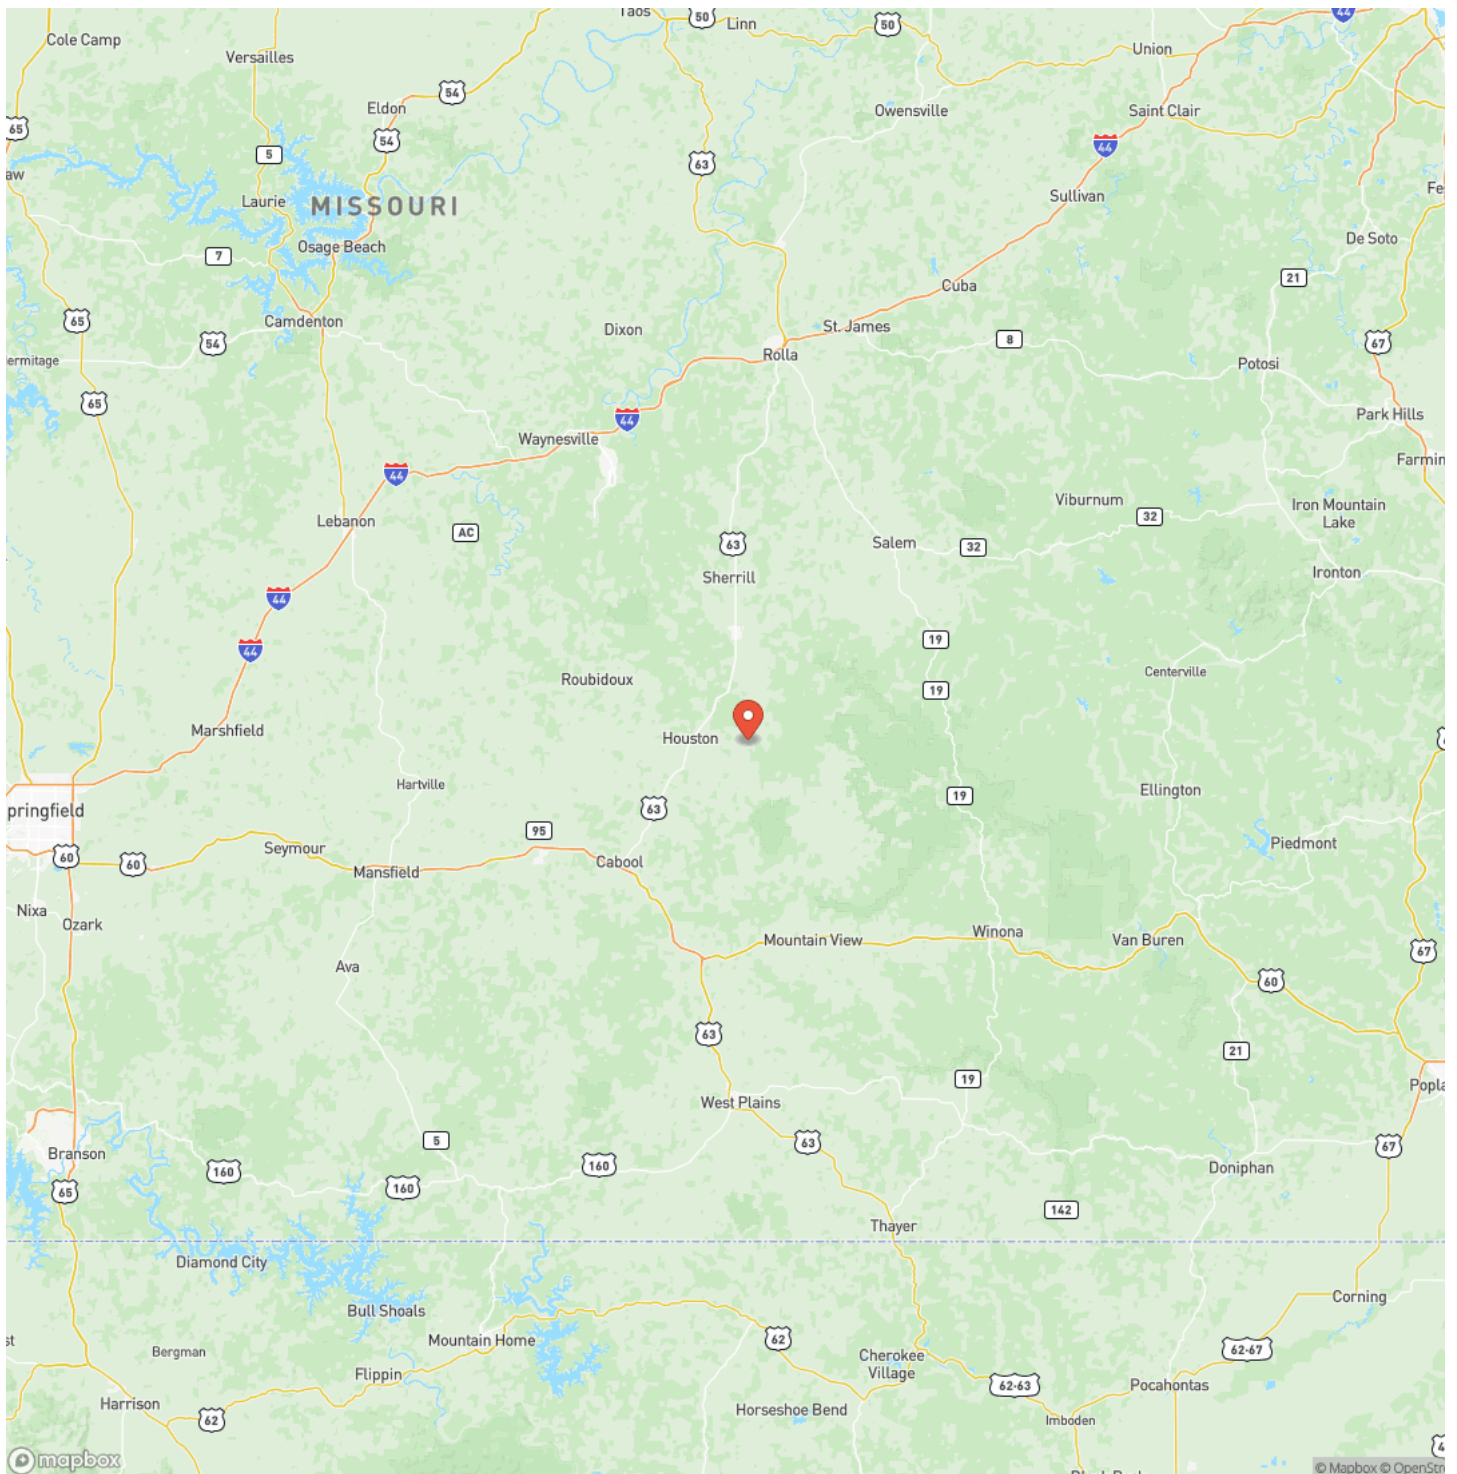 Taos
50
Linn
50
44
Cole Camp
Versailles
Union
54
Eldon
Owensville
Saint Clair
65
54
44
5
63
aw
Sullivan
Fe
Laurie
MISSOURI
Osage Beach
De Soto
7
21
Cuba
65
Camdenton
Dixon
St. James
54
8
67
ermitage
Rolla
Potosi
65
Park Hills
44
Waynesville
Farmin
44
Viburnum
Iron Mountain
Lake
32
Lebanon
AC
63
Salem
32
Sherrill
Ironton
44
19
44
Roubidoux
Centerville
19
Marshfield
Houston
Hartville
Ellington
19
pringfield
63
95
Seymour
Cabool
Piedmont
60
60
Mansfield
Nixa
Ozark
Winona
Mountain View
Van Buren
67
Ava
60
63
21
19
Popla
West Plains
5
63
67
Branson
160
160
160
Doniphan
65
142
Thayer
Diamond City
Corning
Bull Shoals
st
Mountain Home
62
62-67
Bergman
Cherokee
Village
Flippin
62-63
Pocahontas
Harrison
Horseshoe Bend
62
Imboden
mapbox
© Mapbox © OpenStre